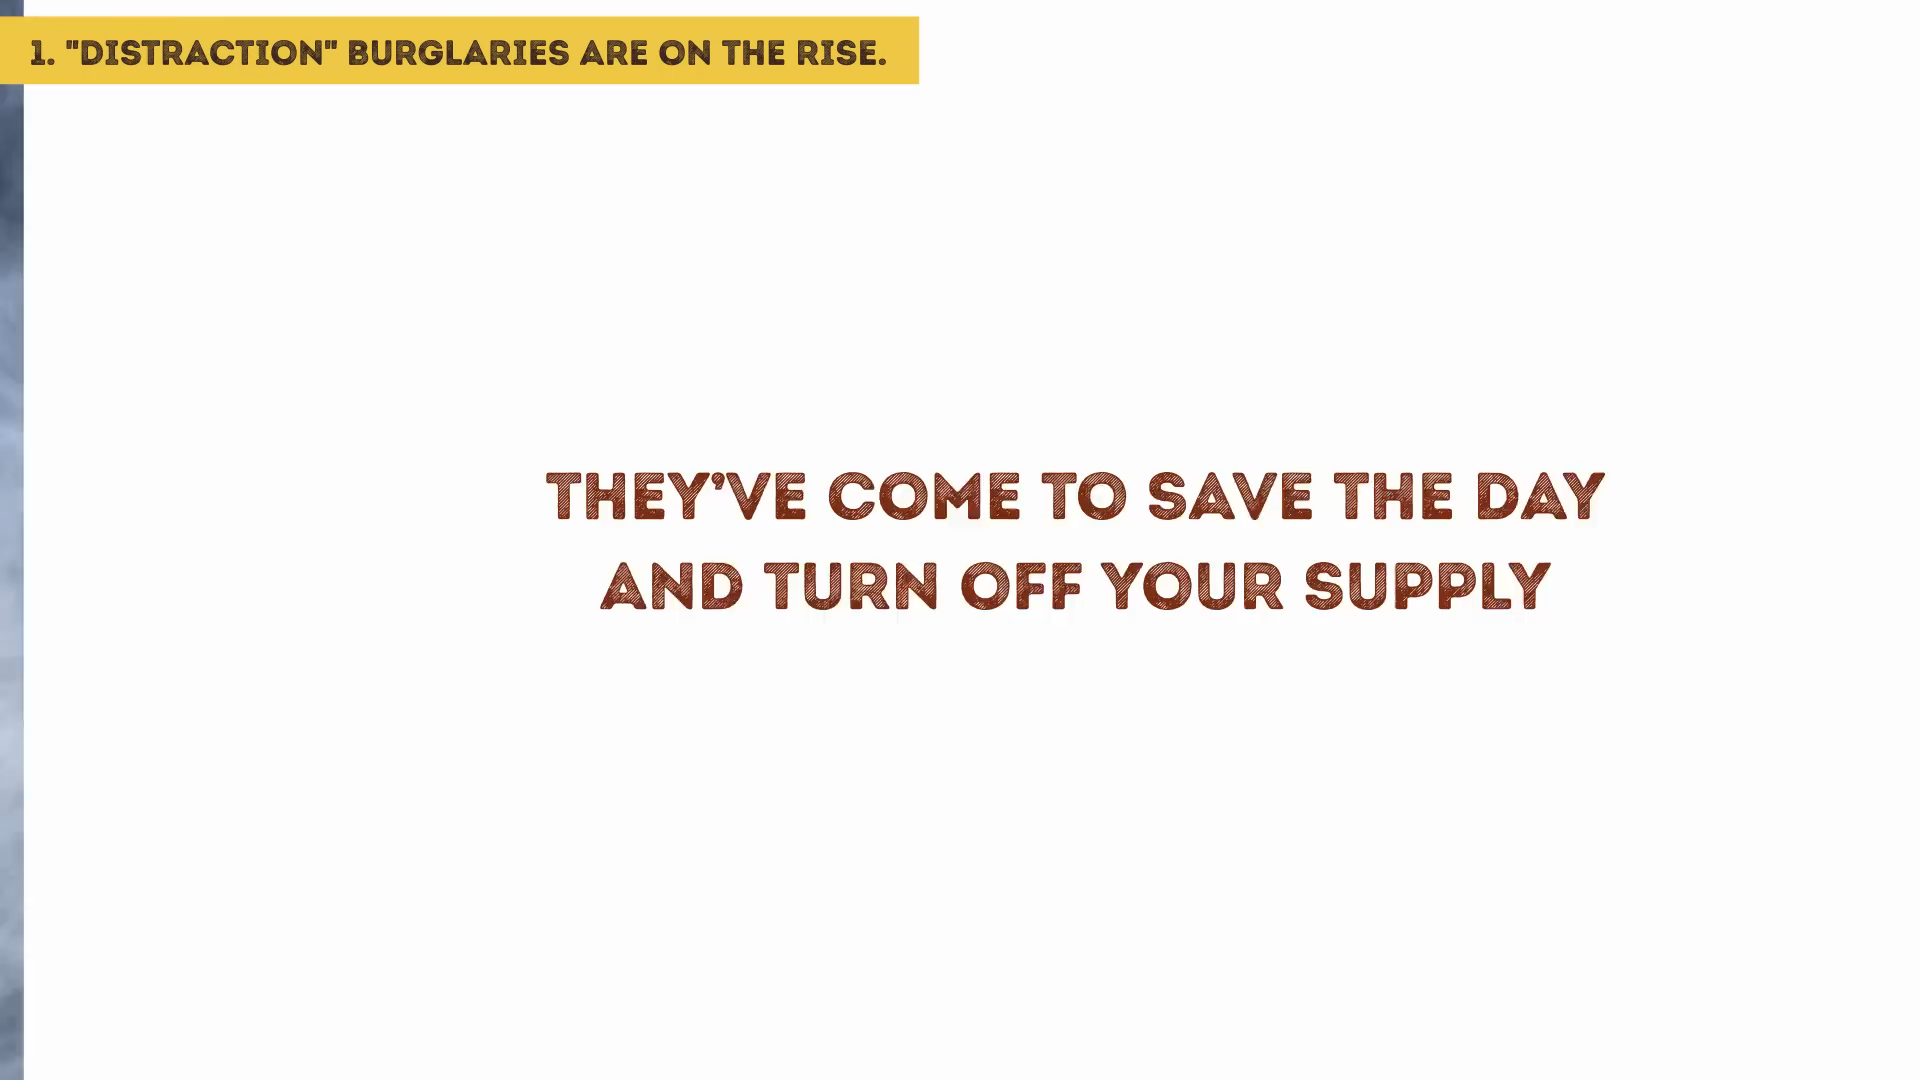 1. "DISTRACTION" BURGLARIES ARE ON THE RISE.
THEY'VE COME TO SAVE THE DAY
AND TURN OFF YOUR SUPPLY